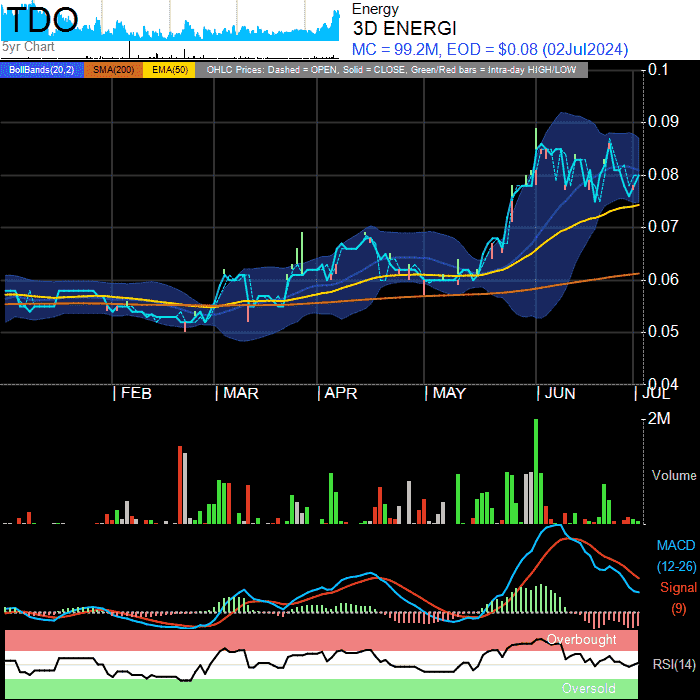 TDO
5yr Chart
Energy
3D ENERGI
MC = 99.2M, EOD = $0.08 (02Jul2024)
BollBands(20,2) SMA(200) EMA(50) OHLC Prices: Dashed = OPEN, Solid = CLOSE, Green/Red bars = Intra-day HIGH/LOW
0.1
0.09
0.08
0.07
0.06
0.05
0.04
| FEB | MAR | APR | MAY | JUN | JUL
2M
Volume
MACD
(12-26)
Signal
(9)
Overbought
RSI(14)
Oversold